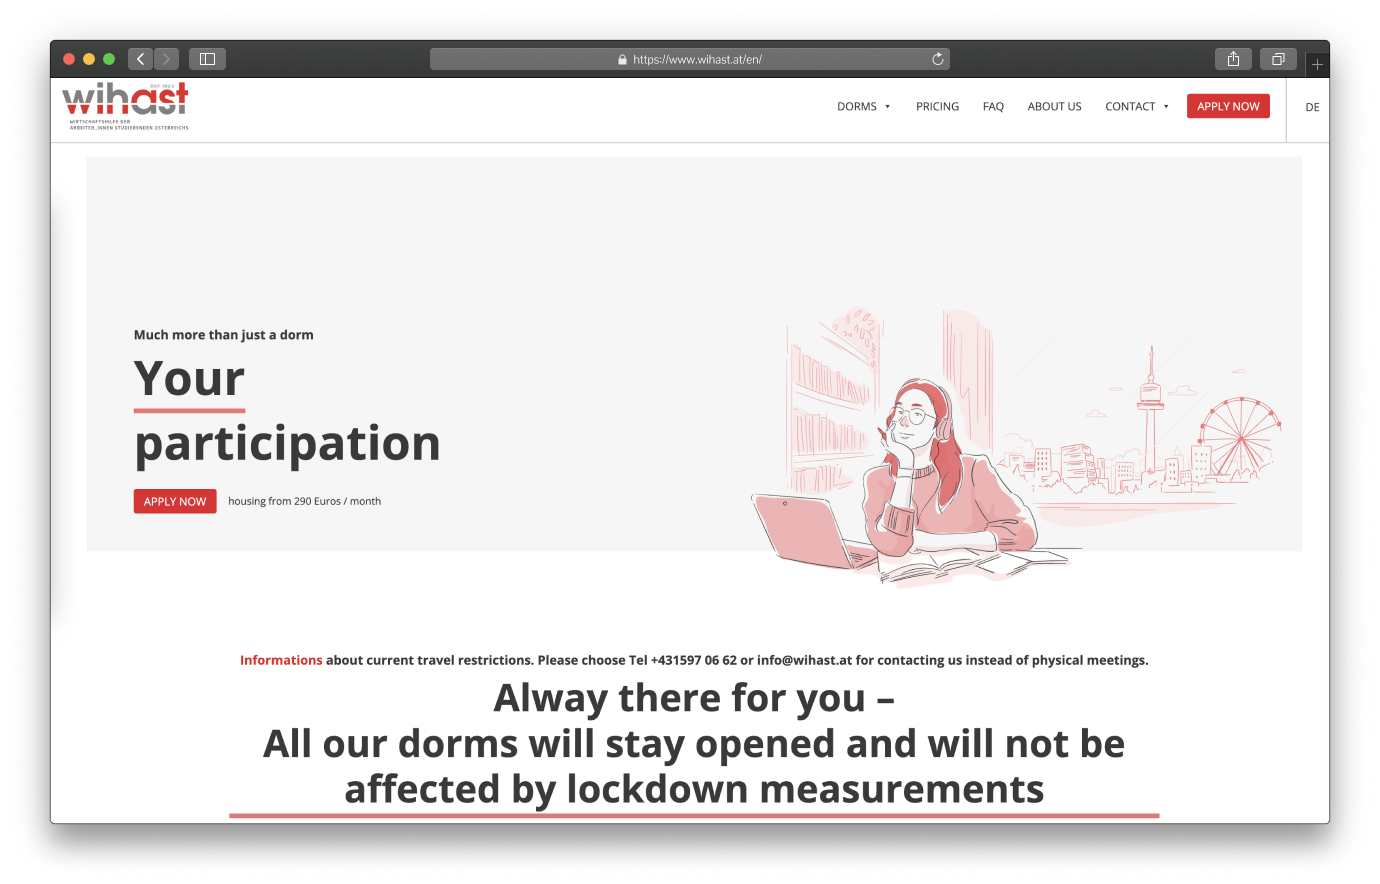 https://www.wihast.at/en/
SEIT 1963
wihast
WIRTSCHAFTSHILFE DER
ARBEITER_INNEN STUDIERENDEN ÖSTERREICHS
DORMS PRICING FAQ ABOUT US CONTACT APPLY NOW DE
Much more than just a dorm
Your
participation
APPLY NOW housing from 290 Euros / month
Informations about current travel restrictions. Please choose Tel +431597 06 62 or info@wihast.at for contacting us instead of physical meetings.
Alway there for you –
All our dorms will stay opened and will not be
affected by lockdown measurements